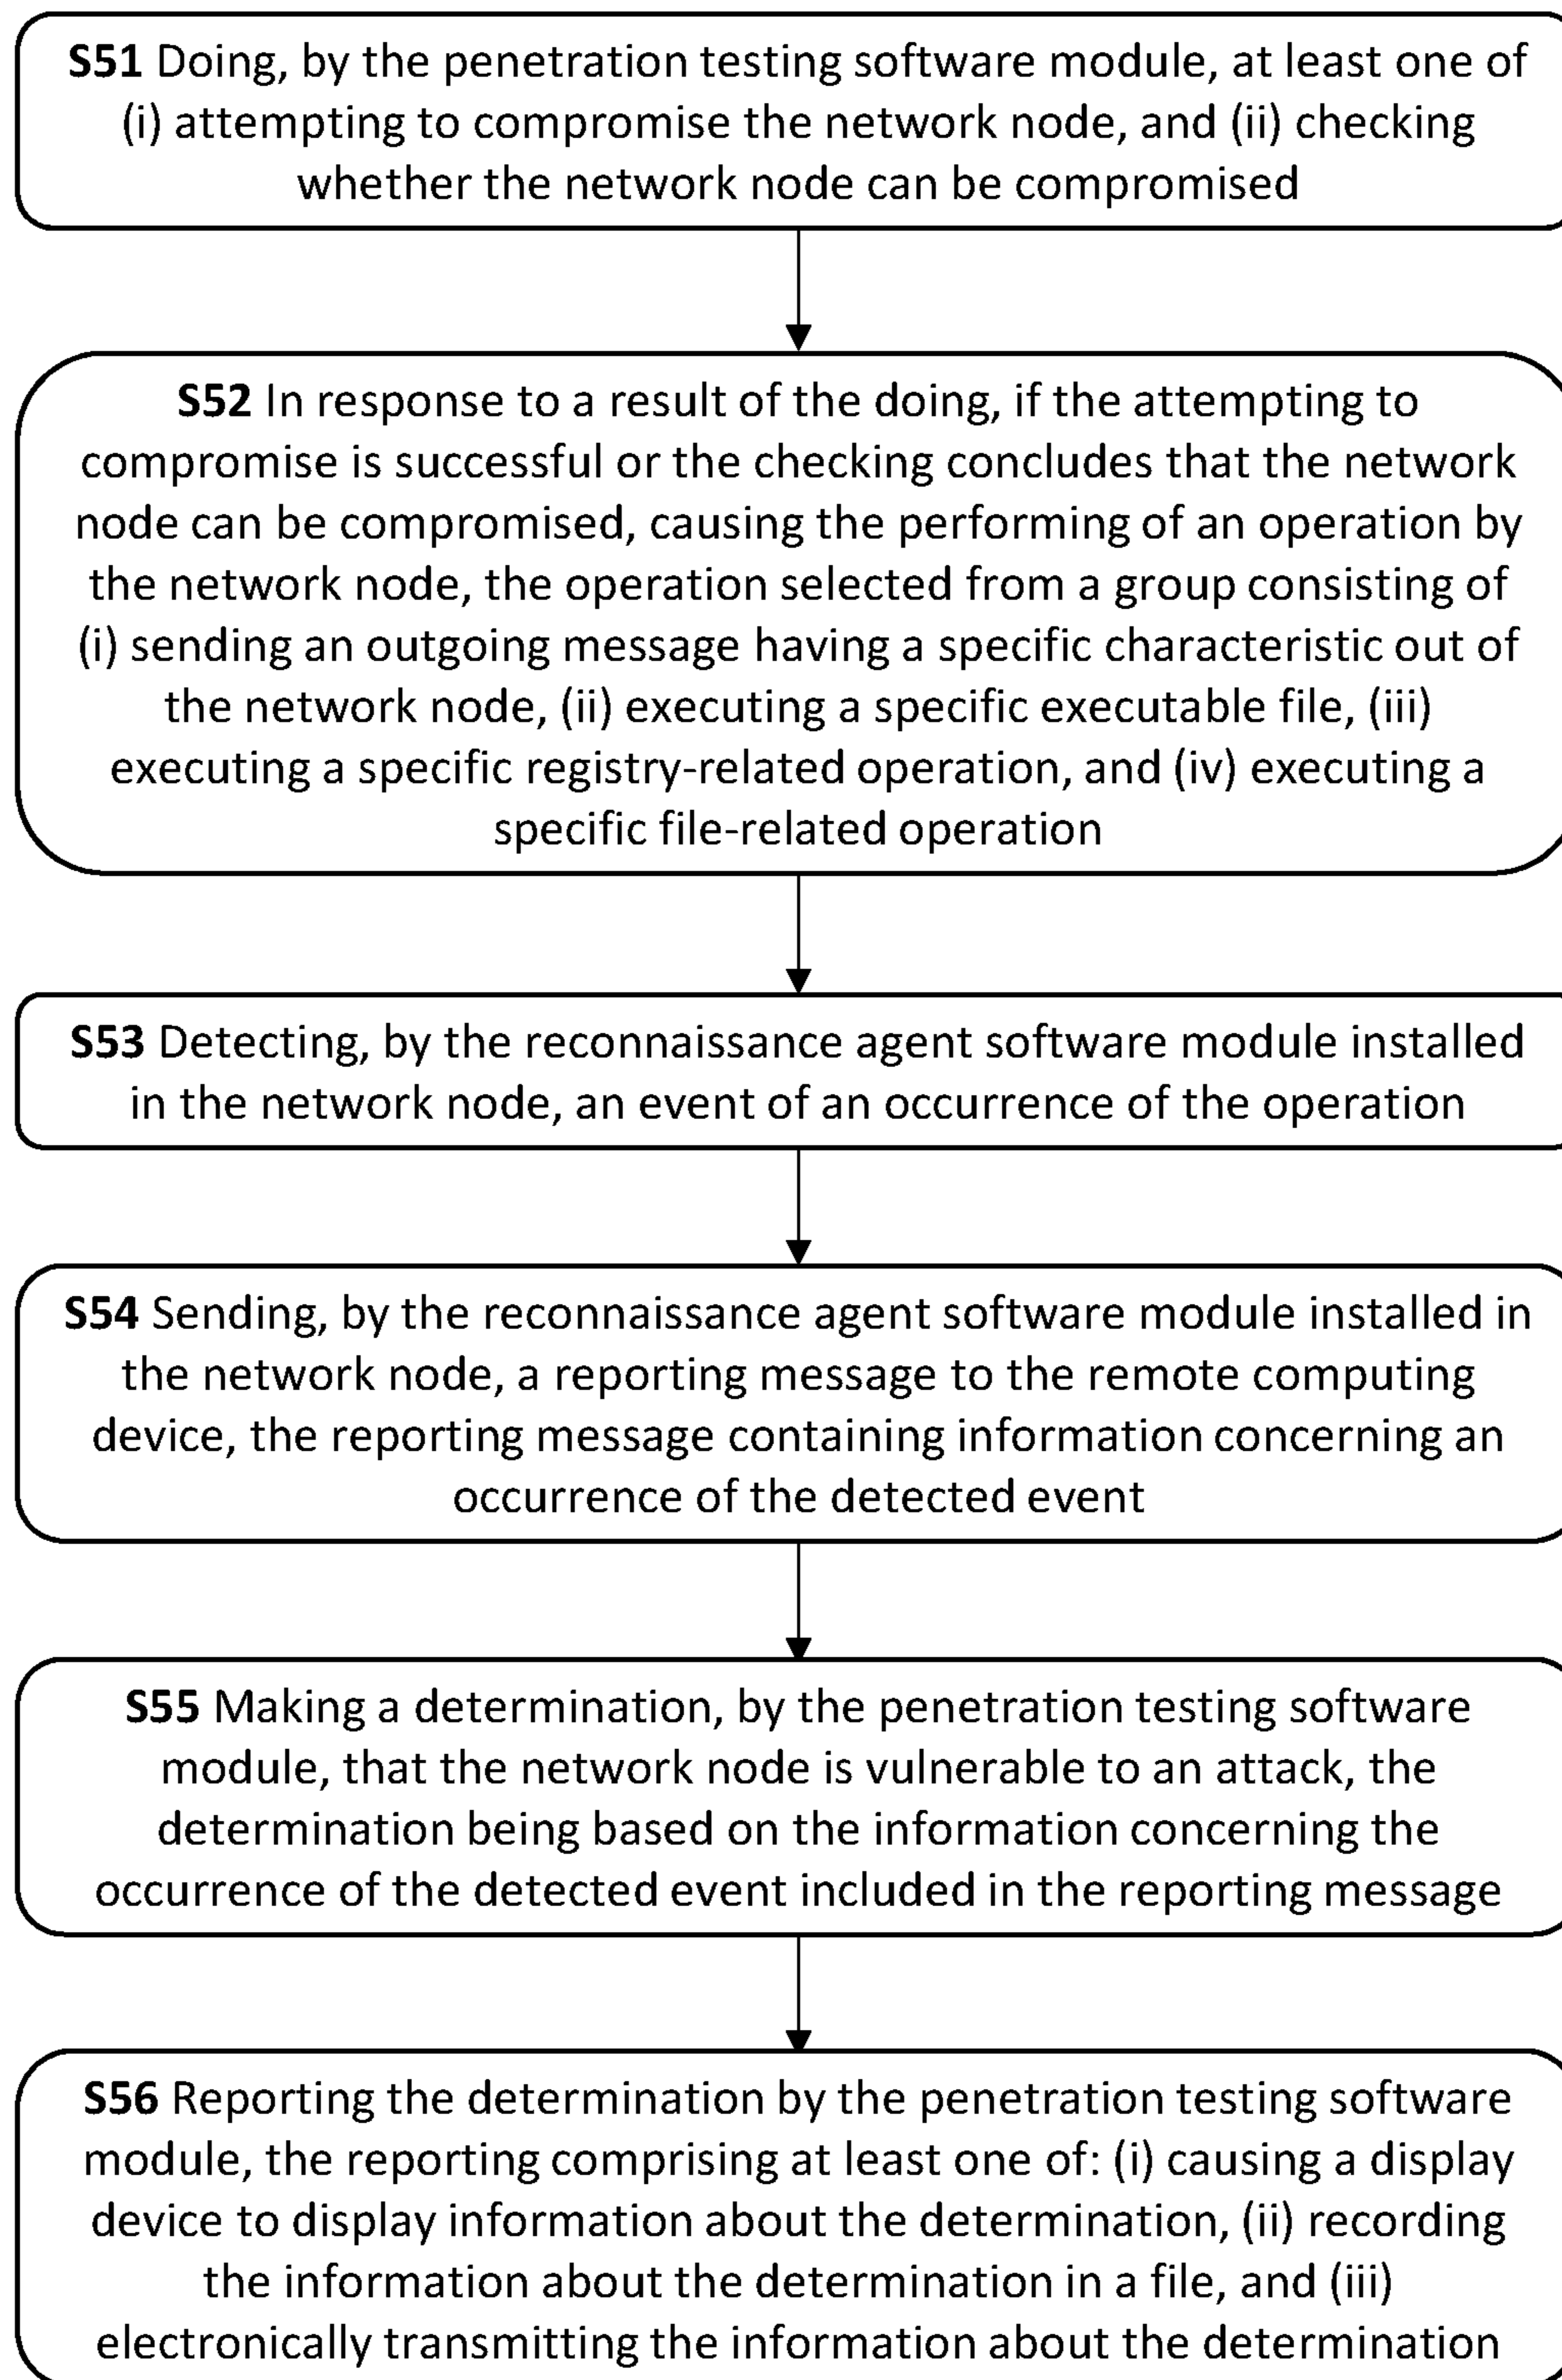 S51 Doing, by the penetration testing software module, at least one of
(i) attempting to compromise the network node, and (ii) checking
whether the network node can be compromised
S52 In response to a result of the doing, if the attempting to
compromise is successful or the checking concludes that the network
node can be compromised, causing the performing of an operation by
the network node, the operation selected from a group consisting of
(i) sending an outgoing message having a specific characteristic out of
the network node, (ii) executing a specific executable file, (iii)
executing a specific registry-related operation, and (iv) executing a
specific file-related operation
S53 Detecting, by the reconnaissance agent software module installed
in the network node, an event of an occurrence of the operation
S54 Sending, by the reconnaissance agent software module installed in
the network node, a reporting message to the remote computing
device, the reporting message containing information concerning an
occurrence of the detected event
S55 Making a determination, by the penetration testing software
module, that the network node is vulnerable to an attack, the
determination being based on the information concerning the
occurrence of the detected event included in the reporting message
S56 Reporting the determination by the penetration testing software
module, the reporting comprising at least one of: (i) causing a display
device to display information about the determination, (ii) recording
the information about the determination in a file, and (iii)
electronically transmitting the information about the determination